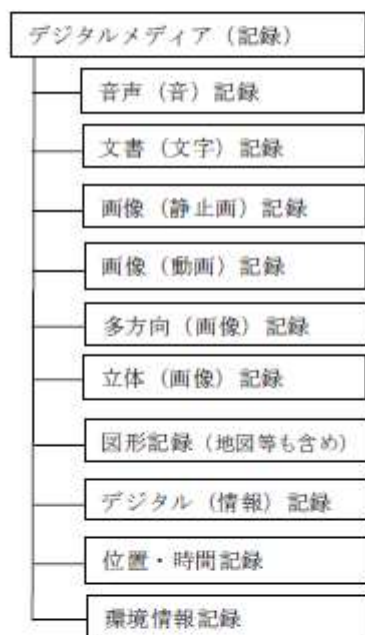 デジタルメディア（記録）
音声（音）記録
文書（文字）記録
画像（静止画）記録
画像（動画）記録
多方向（画像）記録
立体（画像）記録
図形記録（地図等も含め）
デジタル（情報）記録
位置・時間記録
環境情報記録